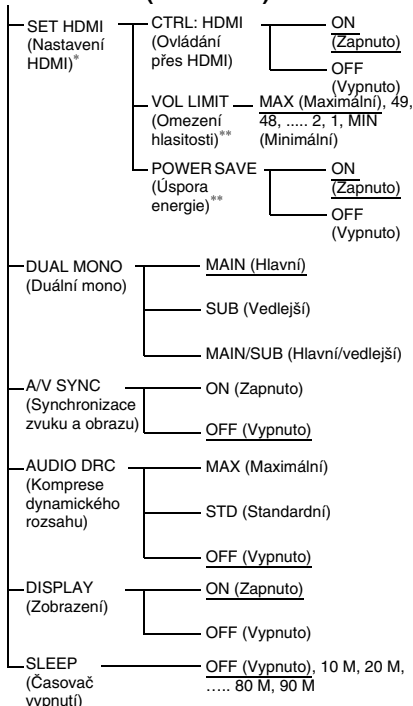 SET HDMI
(Nastavení
HDMI)*
CTRL: HDMI
(Ovládání
přes HDMI)
ON
(Zapnuto)
OFF
(Vypnuto)
VOL LIMIT
(Omezení
hlasitosti)**
MAX (Maximální), 49,
48, ..... 2, 1, MIN
(Minimální)
POWER SAVE
(Úspora
energie)**
ON
(Zapnuto)
OFF
(Vypnuto)
DUAL MONO
(Duální mono)
MAIN (Hlavní)
SUB (Vedlejší)
MAIN/SUB (Hlavní/vedlejší)
A/V SYNC
(Synchronizace
zvuku a obrazu)
ON (Zapnuto)
OFF (Vypnuto)
AUDIO DRC
(Komprese
dynamického
rozsahu)
MAX (Maximální)
STD (Standardní)
OFF (Vypnuto)
DISPLAY
(Zobrazení)
ON (Zapnuto)
OFF (Vypnuto)
SLEEP
(Časovač
vypnutí)
OFF (Vypnuto), 10 M, 20 M,
..... 80 M, 90 M